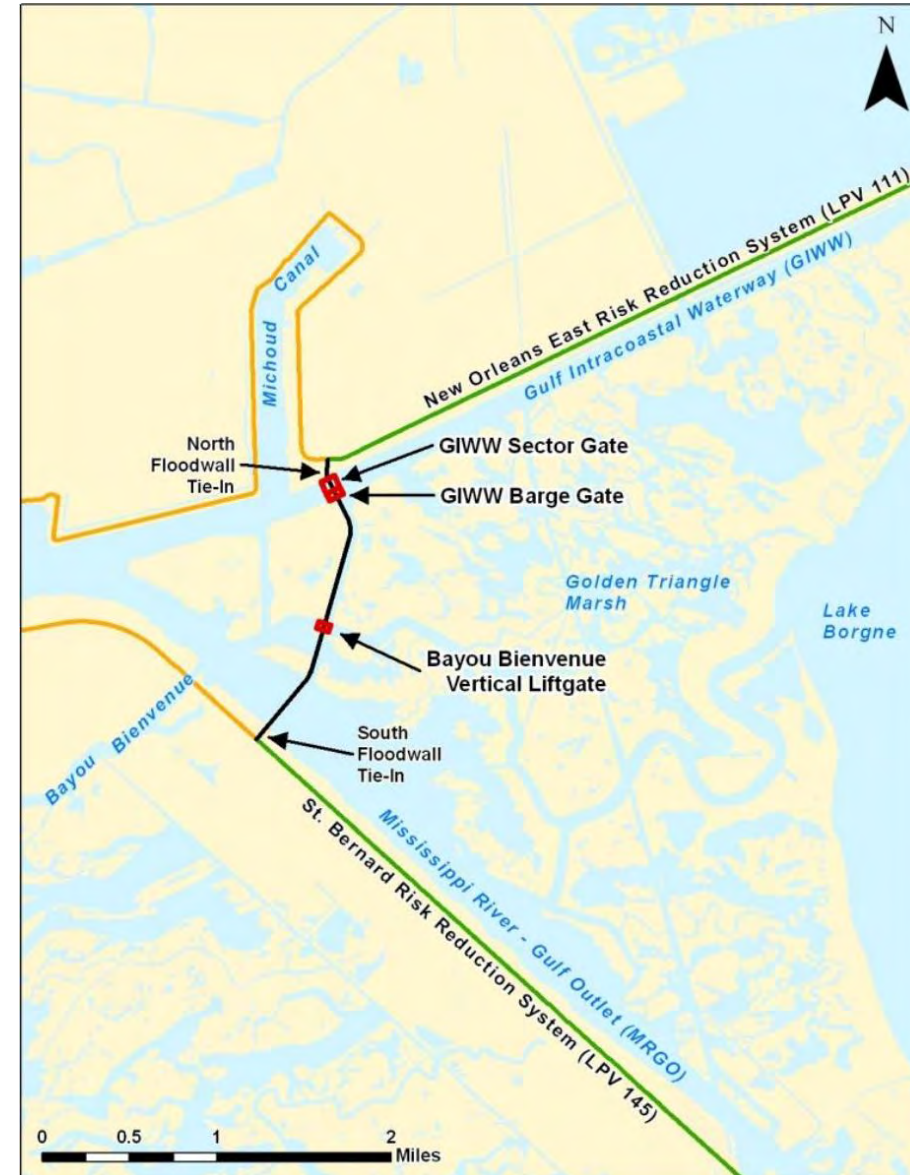 N
New Orleans East Risk Reduction System (LPV 111)
Gulf Intracoastal Waterway (GIWW)
Michoud Canal
North
Floodwall
Tie-In
GIWW Sector Gate
GIWW Barge Gate
Golden Triangle
Marsh
Lake
Borgne
Bayou Bienvenue
Vertical Liftgate
Bayou Bienvenue
South
Floodwall
Tie-In
Mississippi River - Gulf Outlet (MRGO)
St. Bernard Risk Reduction System (LPV 145)
0 0.5 1 2
Miles